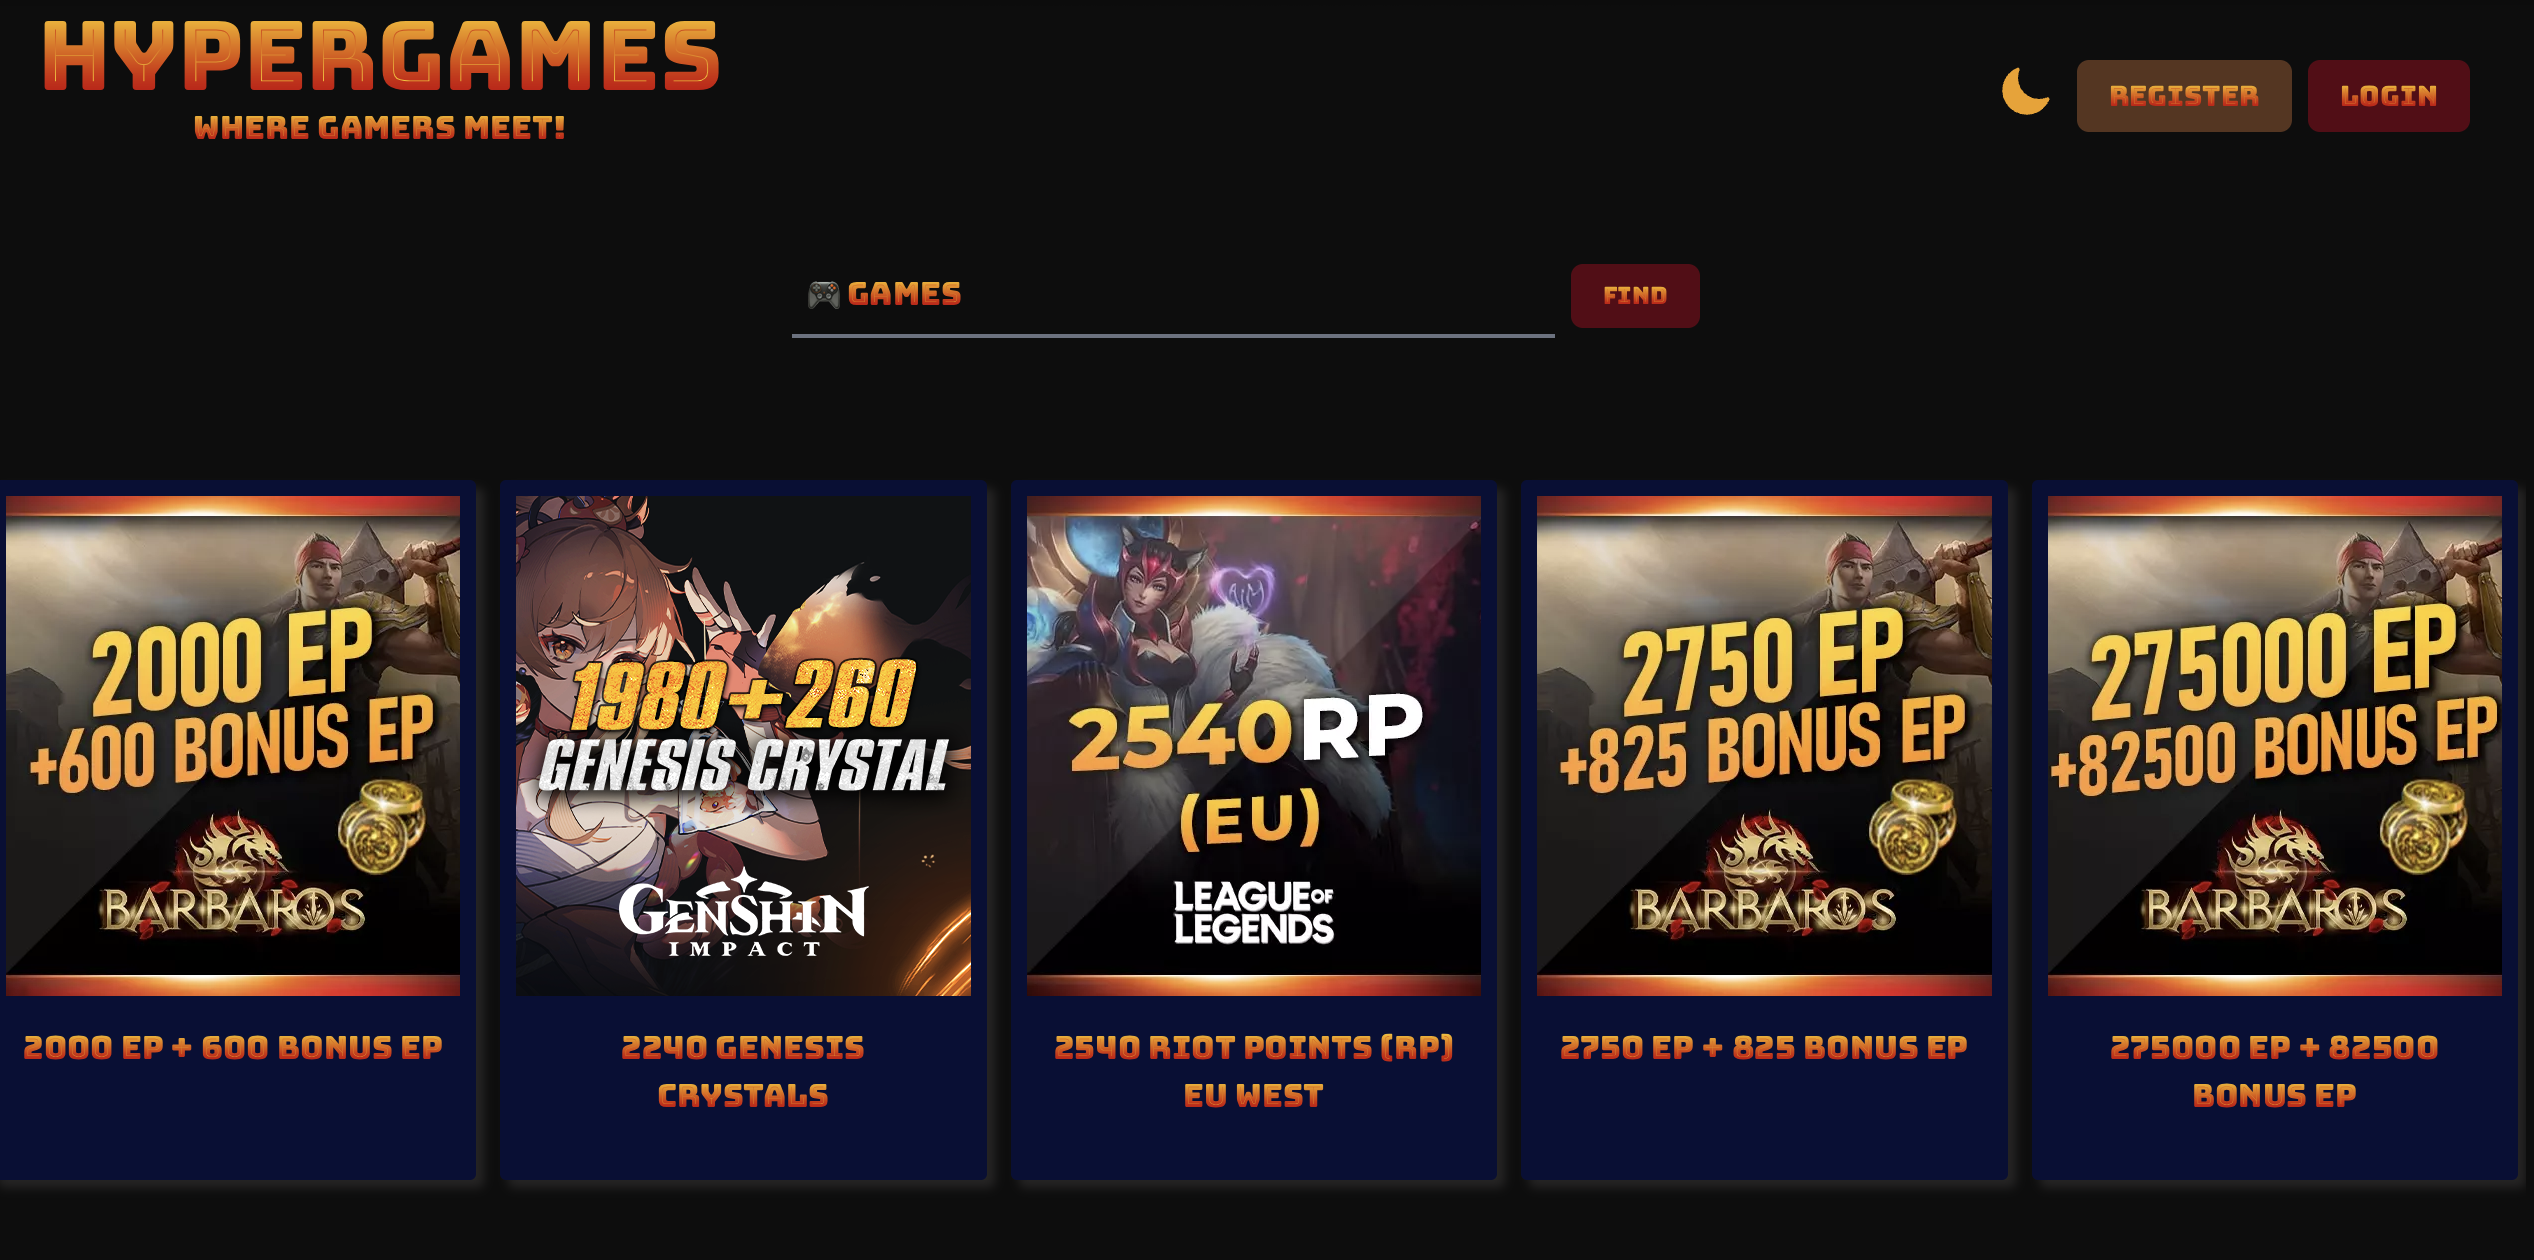 HYPERGAMES
WHERE GAMERS MEET!
REGISTER
LOGIN
🎮 GAMES
FIND
2000 EP
+600 BONUS EP
BARBAROS
2000 EP + 600 BONUS EP
1980+260
GENESIS CRYSTAL
GENSHIN
IMPACT
2240 GENESIS
CRYSTALS
AIM
2540RP
(EU)
LEAGUE OF
LEGENDS
2540 RIOT POINTS (RP)
EU WEST
2750 EP
+825 BONUS EP
BARBAROS
2750 EP + 825 BONUS EP
275000 EP
+82500 BONUS EP
BARBAROS
275000 EP + 82500
BONUS EP